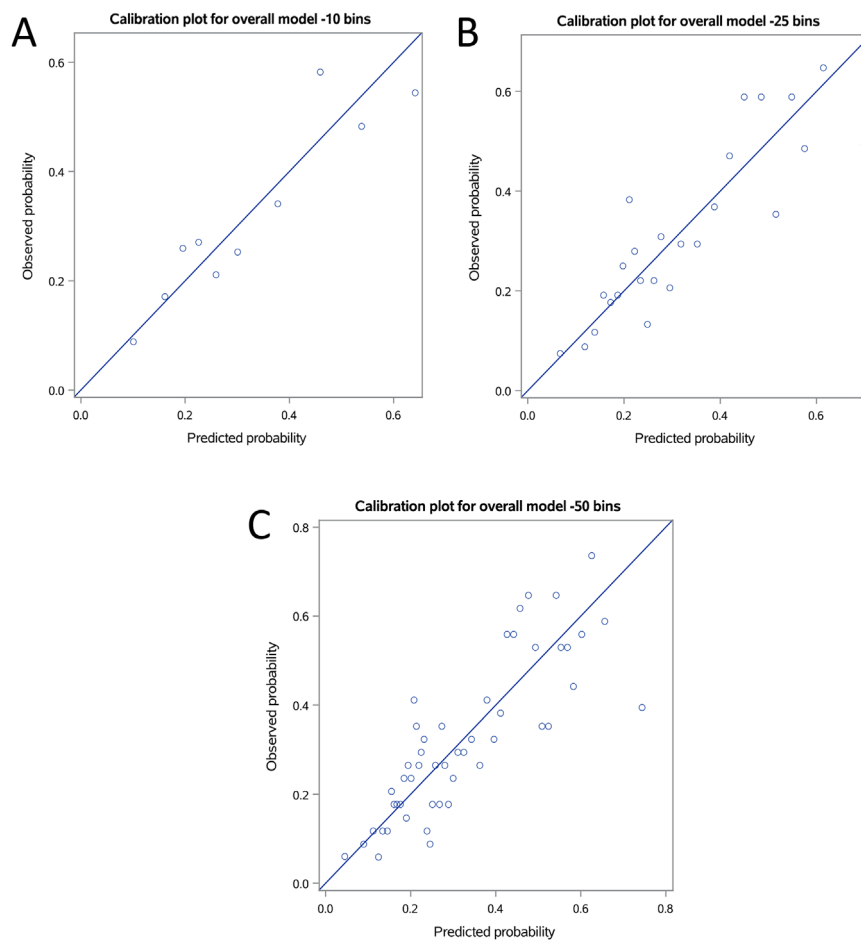 A
Calibration plot for overall model -10 bins
0.6
0.4
0.2
0.0
Observed probability
0.0 0.2 0.4 0.6
Predicted probability
B
Calibration plot for overall model -25 bins
0.6
0.4
0.2
0.0
Observed probability
0.0 0.2 0.4 0.6
Predicted probability
C
Calibration plot for overall model -50 bins
0.8
0.6
0.4
0.2
0.0
Observed probability
0.0 0.2 0.4 0.6 0.8
Predicted probability